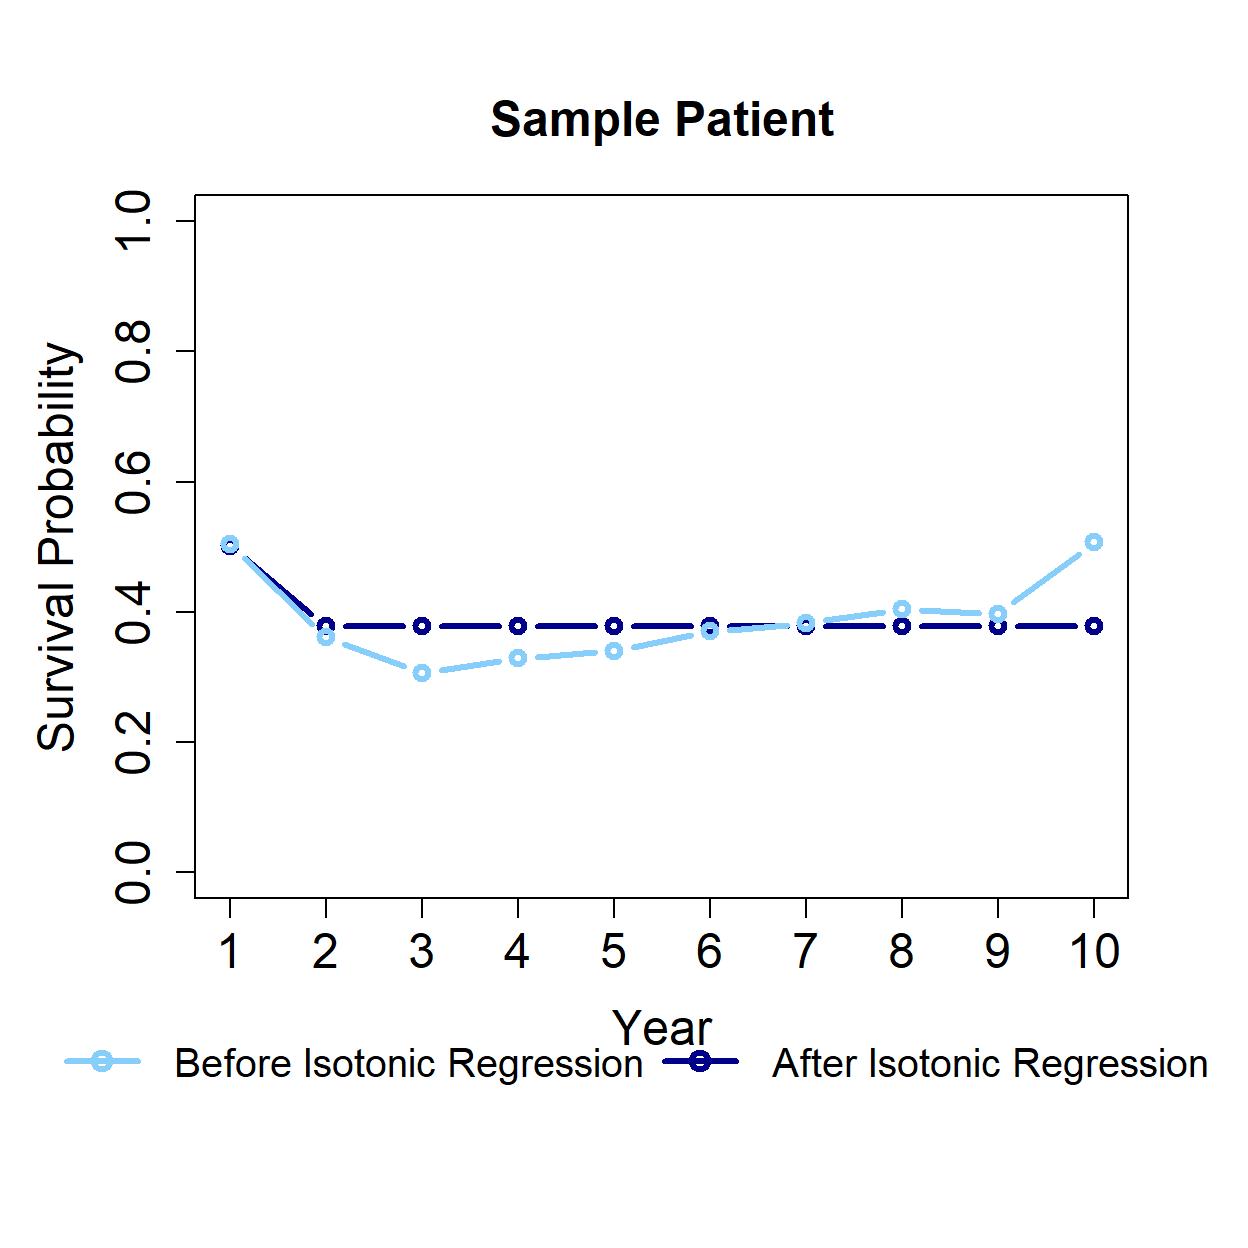 Sample Patient
Survival Probability
1.0
0.8
0.6
0.4
0.2
0.0
1 2 3 4 5 6 7 8 9 10
Year
Before Isotonic Regression After Isotonic Regression